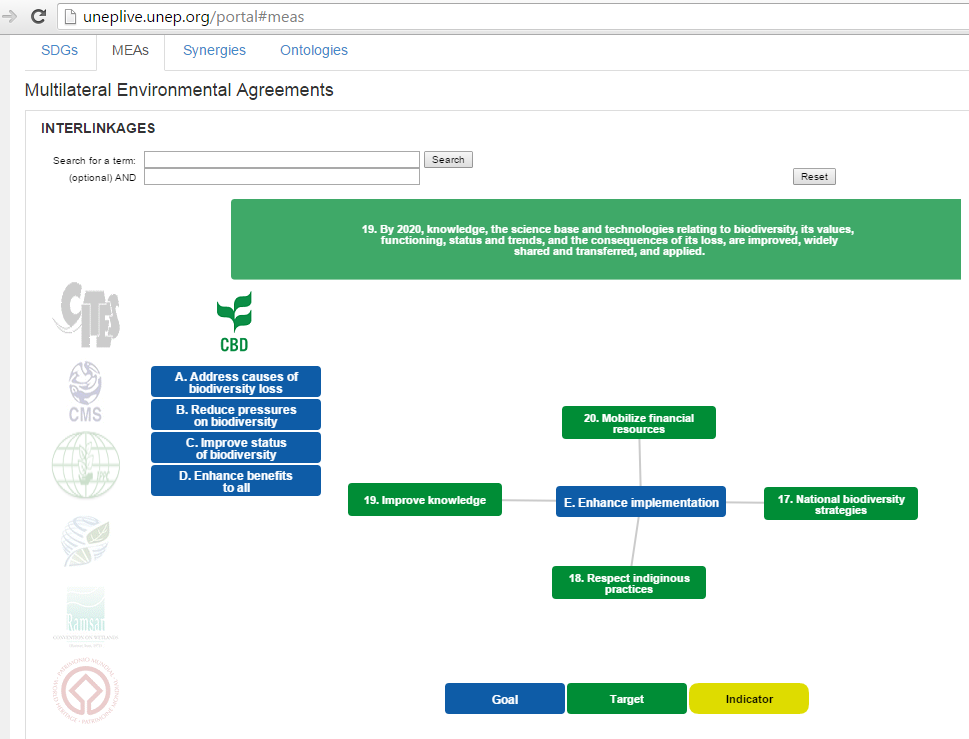 uneplive.unep.org/portal#meas
SDGs MEAs Synergies Ontologies
Multilateral Environmental Agreements
INTERLINKAGES
Search for a term:
Search
(optional) AND
Reset
19. By 2020, knowledge, the science base and technologies relating to biodiversity, its values,
functioning, status and trends, and the consequences of its loss, are improved, widely
shared and transferred, and applied.
CITES
CBD
CMS
A. Address causes of
biodiversity loss
B. Reduce pressures
on biodiversity
C. Improve status
of biodiversity
D. Enhance benefits
to all
20. Mobilize financial
resources
19. Improve knowledge
E. Enhance implementation
17. National biodiversity
strategies
18. Respect indiginous
practices
Ramsar
CONVENTION ON WETLANDS
WORLD HERITAGE
PATRIMOINE MONDIAL
Goal
Target
Indicator